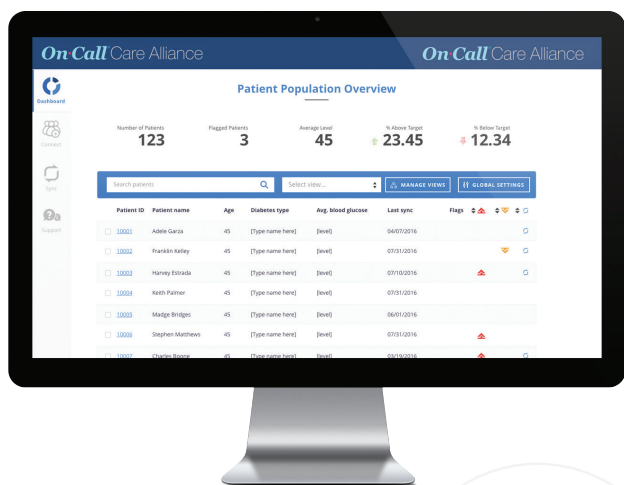 On·Call Care Alliance On·Call Care Alliance
Patient Population Overview
Dashboard
Connect
Sync
Support
Number of Patients Flagged Patients Average Level % Above Target % Below Target
123 3 45 23.45 12.34
Search patients Select view... MANAGE VIEWS GLOBAL SETTINGS
Patient ID Patient name Age Diabetes type Avg. blood glucose Last sync Flags
10001 Adele Garza 45 [Type name here] [level] 04/07/2016
10002 Franklin Kelley 45 [Type name here] [level] 07/31/2016
10003 Harvey Estrada 45 [Type name here] [level] 07/10/2016
10004 Keith Palmer 45 [Type name here] [level] 07/31/2016
10005 Madge Bridges 45 [Type name here] [level] 06/01/2016
10006 Stephen Matthews 45 [Type name here] [level] 07/31/2016
10007 Charles Boone 45 [Type name here] [level] 03/19/2016